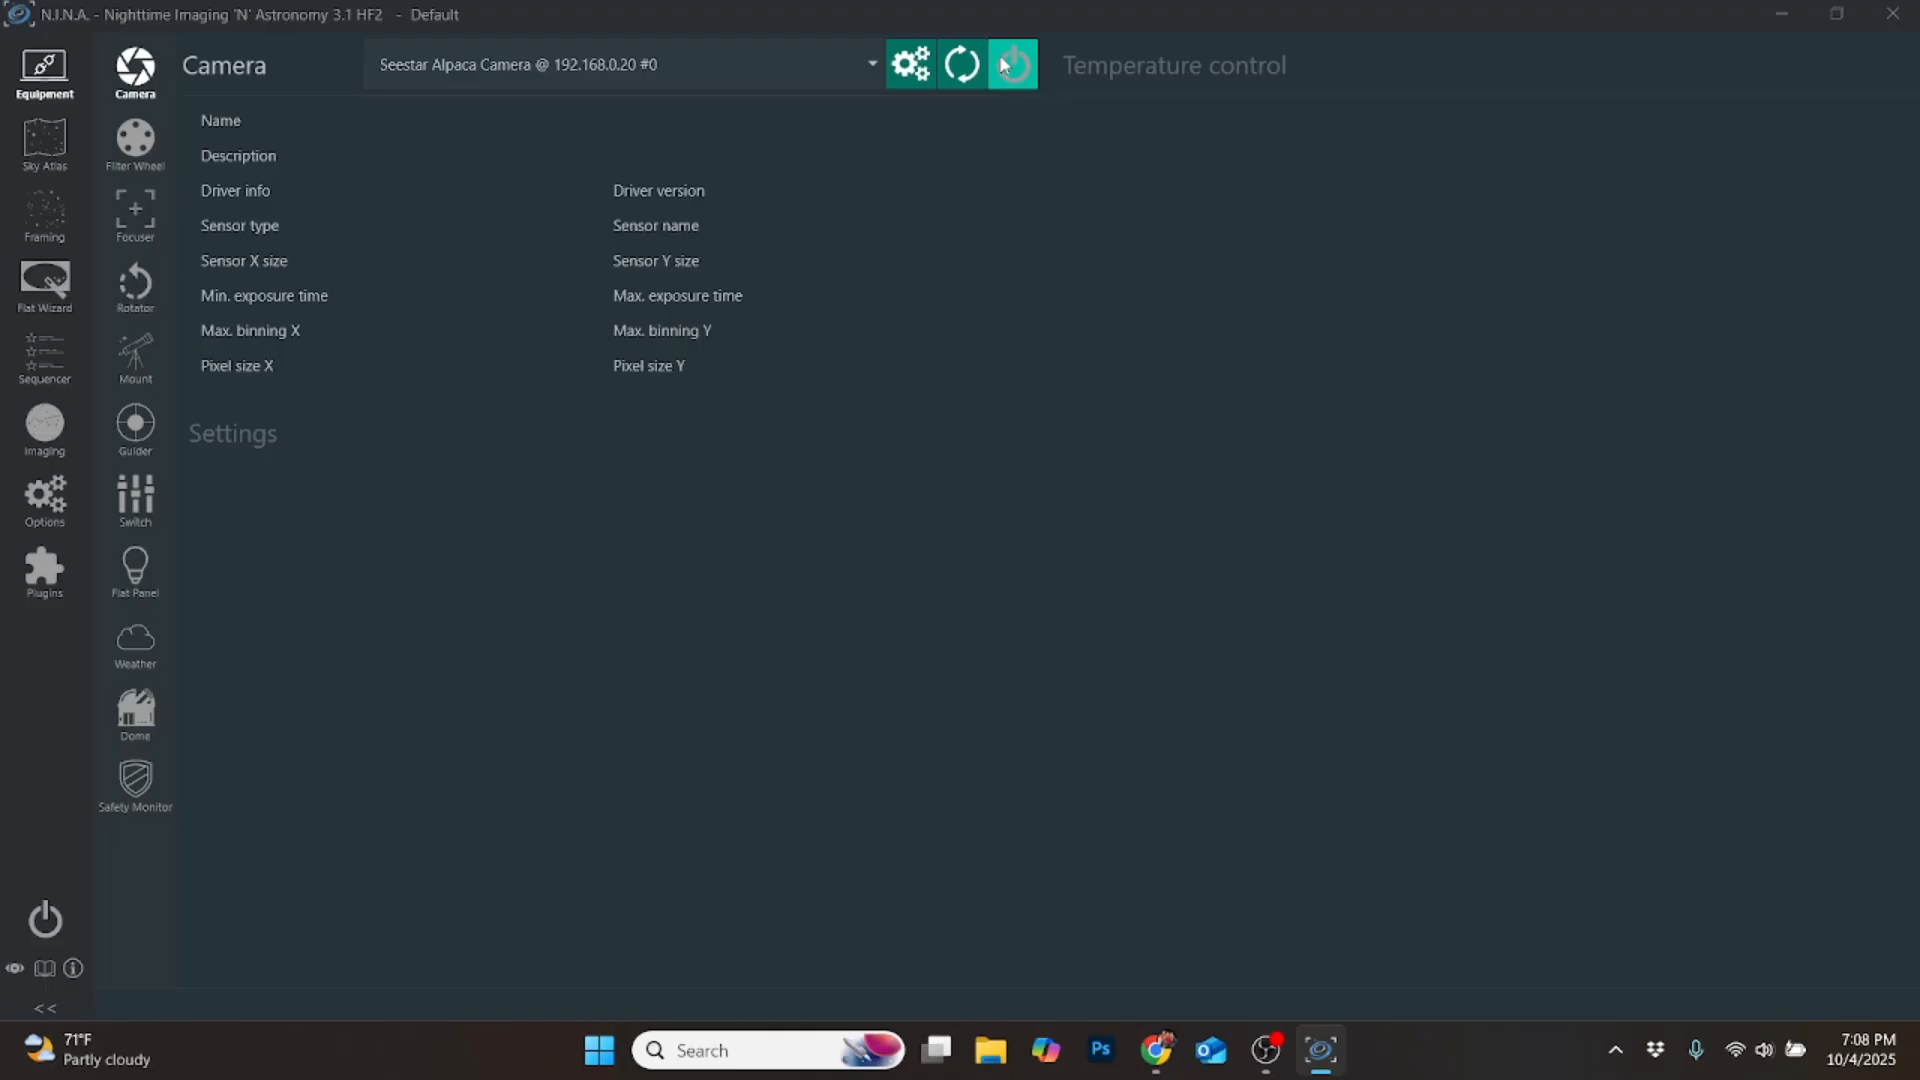 N.I.N.A. - Nighttime Imaging 'N' Astronomy 3.1 HF2 - Default
Equipment
Sky Atlas
Framing
Flat Wizard
Sequencer
Imaging
Options
Plugins
<<
Camera
Filter Wheel
Focuser
Rotator
Mount
Guider
Switch
Flat Panel
Weather
Dome
Safety Monitor
Camera
Seestar Alpaca Camera @ 192.168.0.20 #0
Temperature control
Name
Description
Driver info
Driver version
Sensor type
Sensor name
Sensor X size
Sensor Y size
Min. exposure time
Max. exposure time
Max. binning X
Max. binning Y
Pixel size X
Pixel size Y
Settings
71°F
Partly cloudy
Search
Ps
7:08 PM
10/4/2025